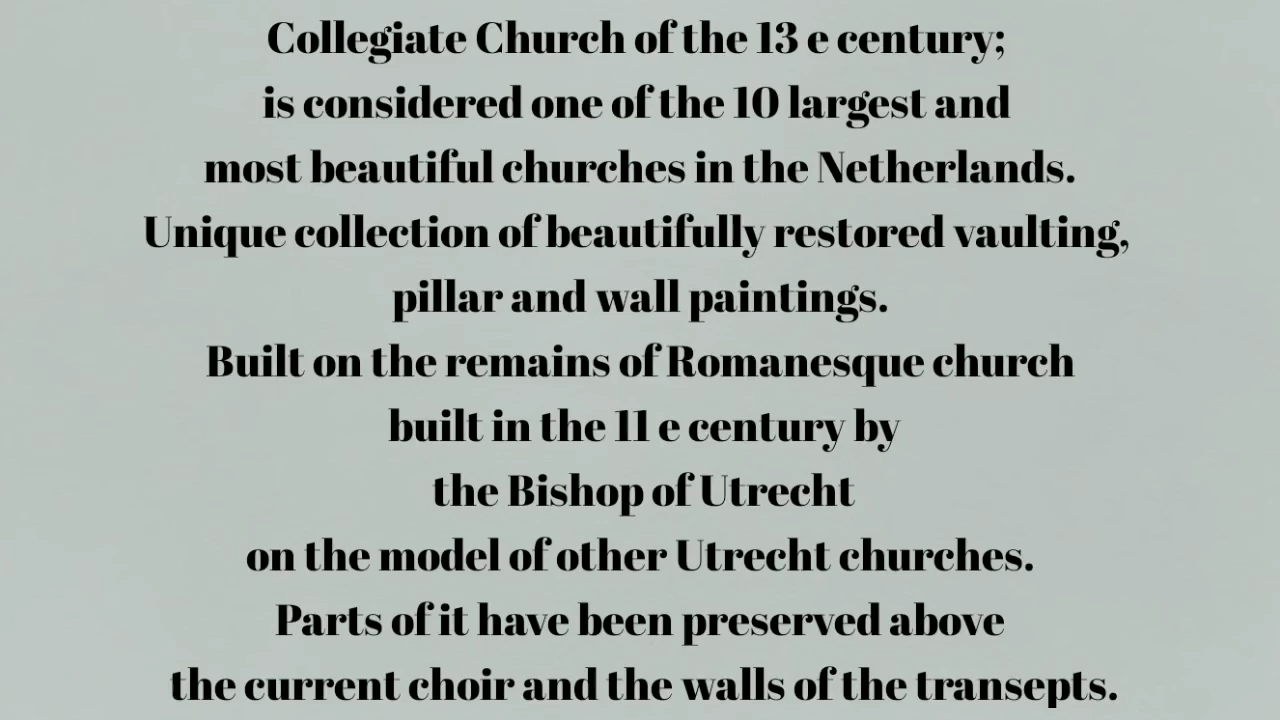 Collegiate Church of the 13 e century;
is considered one of the 10 largest and
most beautiful churches in the Netherlands.
Unique collection of beautifully restored vaulting,
pillar and wall paintings.
Built on the remains of Romanesque church
built in the 11 e century by
the Bishop of Utrecht
on the model of other Utrecht churches.
Parts of it have been preserved above
the current choir and the walls of the transepts.